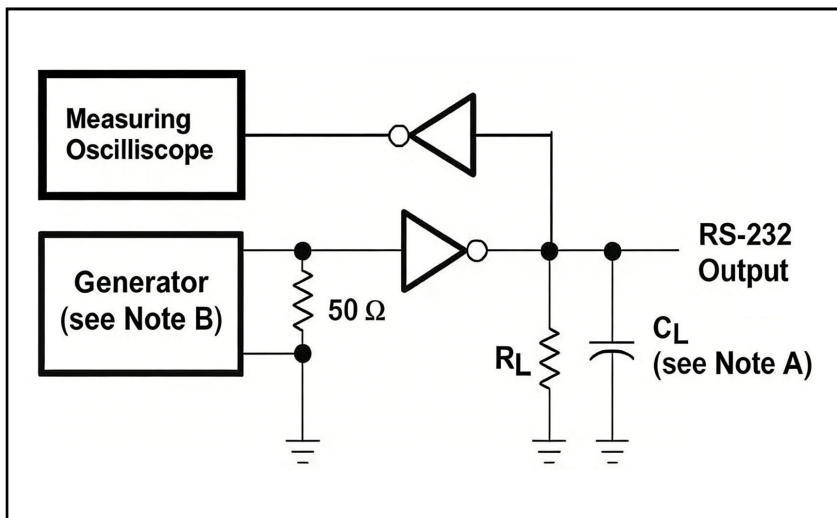 Measuring
Oscilliscope
Generator
(see Note B)
50 Ω
RS-232
Output
RL
CL
(see Note A)